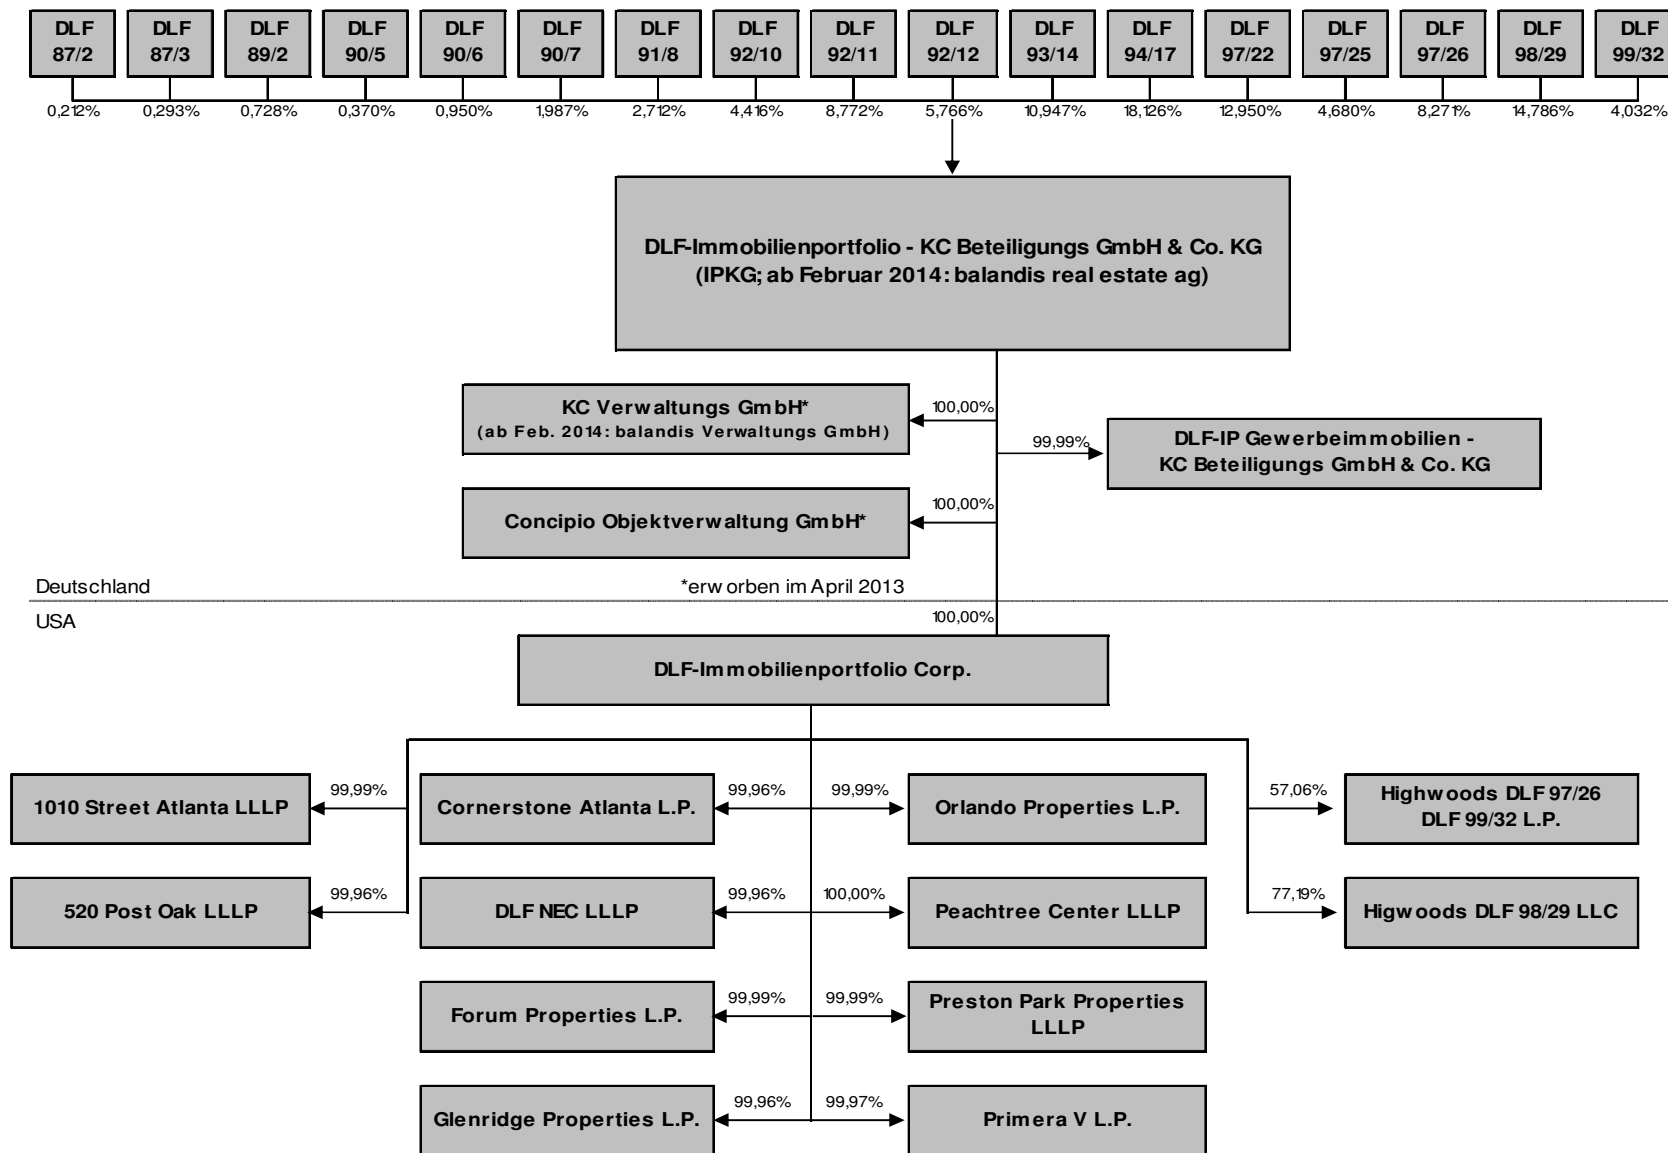 DLF DLF DLF DLF DLF DLF DLF DLF DLF DLF DLF DLF DLF DLF DLF DLF DLF
87/2 87/3 89/2 90/5 90/6 90/7 91/8 92/10 92/11 92/12 93/14 94/17 97/22 97/25 97/26 98/29 99/32
0,212% 0,293% 0,728% 0,370% 0,950% 1,987% 2,712% 4,416% 8,772% 5,766% 10,947% 18,126% 12,950% 4,680% 8,271% 14,786% 4,032%
DLF-Immobilienportfolio - KC Beteiligungs GmbH & Co. KG
(IPKG; ab Februar 2014: balandis real estate ag)
KC Verwaltungs GmbH*
(ab Feb. 2014: balandis Verwaltungs GmbH)
100,00%
99,99%
DLF-IP Gewerbeimmobilien -
KC Beteiligungs GmbH & Co. KG
Concipio Objektverwaltung GmbH*
100,00%
Deutschland
*erworben im April 2013
USA
100,00%
DLF-Immobilienportfolio Corp.
1010 Street Atlanta LLLP
99,99%
Cornerstone Atlanta L.P.
99,96%
99,99%
Orlando Properties L.P.
57,06%
Highwoods DLF 97/26
DLF 99/32 L.P.
520 Post Oak LLLP
99,96%
DLF NEC LLLP
99,96%
100,00%
Peachtree Center LLLP
77,19%
Higwoods DLF 98/29 LLC
Forum Properties L.P.
99,99%
99,99%
Preston Park Properties
LLLP
Glenridge Properties L.P.
99,96%
99,97%
Primera V L.P.